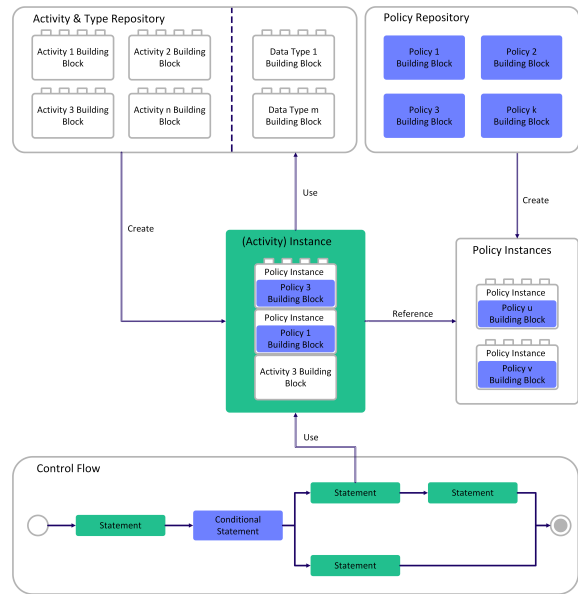 Activity & Type Repository
Activity 1 Building
Block
Activity 2 Building
Block
Data Type 1
Building Block
Activity 3 Building
Block
Activity n Building
Block
Data Type m
Building Block
Policy Repository
Policy 1
Building Block
Policy 2
Building Block
Policy 3
Building Block
Policy k
Building Block
Create
Use
Create
(Activity) Instance
Policy Instance
Policy 3
Building Block
Policy Instance
Policy 1
Building Block
Activity 3 Building
Block
Reference
Policy Instances
Policy Instance
Policy u
Building Block
Policy Instance
Policy v
Building Block
Use
Control Flow
Statement
Conditional
Statement
Statement
Statement
Statement